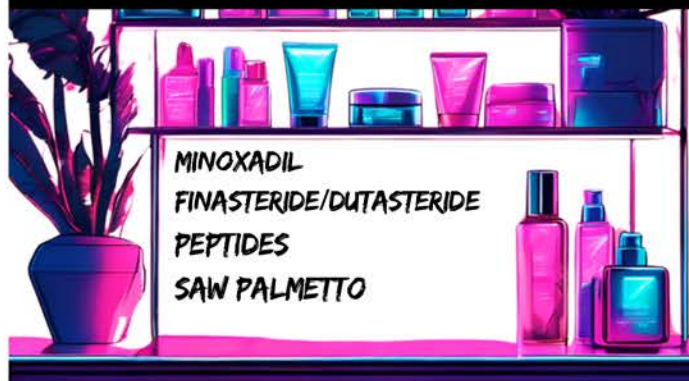 MINOXADIL
FINASTERIDE/DUTASTERIDE
PEPTIDES
SAW PALMETTO